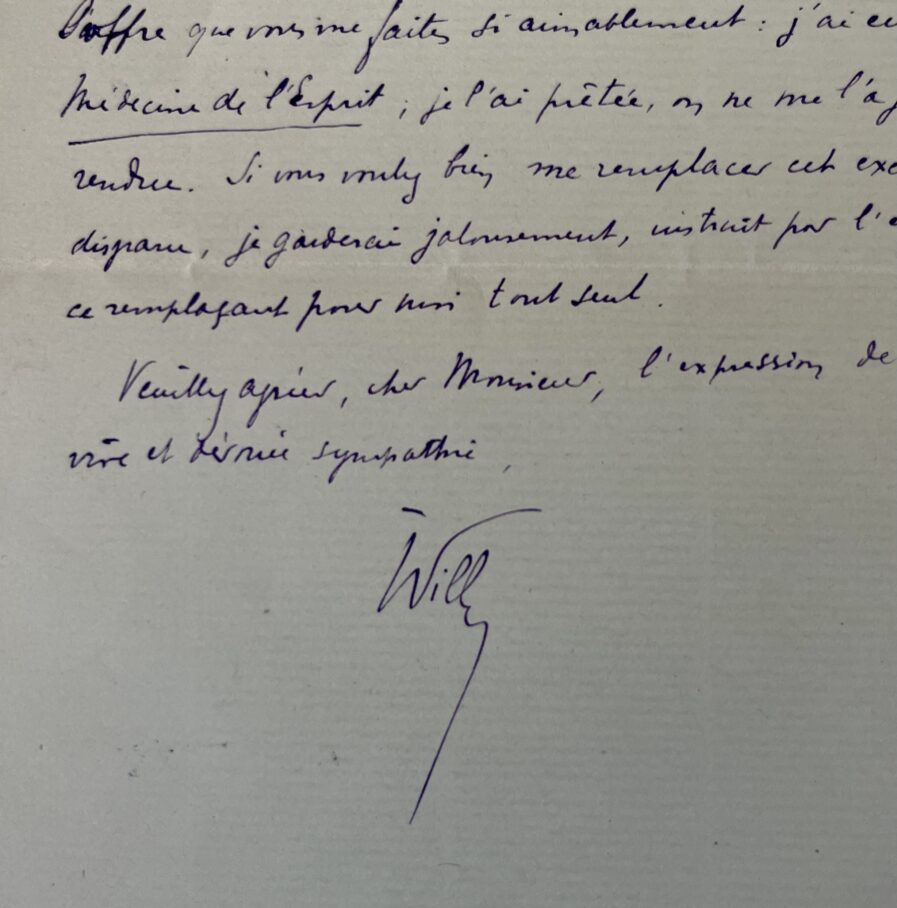 l'offre que vous me faites si aimablement : j'ai eu
Médecine de l'Esprit ; je l'ai prêtée, on ne me l'a
rendue. Si vous voulez bien me remplacer cet exe
disparu, je garderai jalousement, instruit par l'e
ce remplaçant pour moi tout seul.
Veuillez agréer, cher Monsieur, l'expression de
vive et dévouée sympathie,
Willy